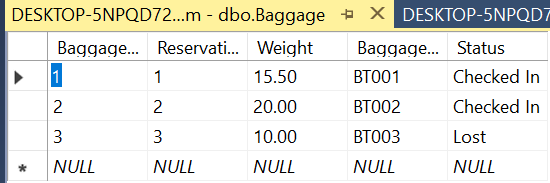 DESKTOP-5NPQD72...m - dbo.Baggage DESKTOP-5NPQD7
Baggage... Reservati... Weight Baggage... Status
1 1 15.50 BT001 Checked In
2 2 20.00 BT002 Checked In
3 3 10.00 BT003 Lost
NULL NULL NULL NULL NULL